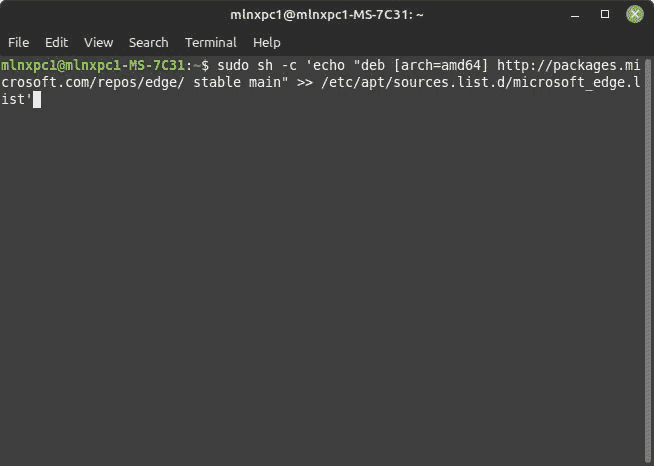 mlnxpc1@mlnxpc1-MS-7C31: ~
File Edit View Search Terminal Help
mlnxpc1@mlnxpc1-MS-7C31:~$ sudo sh -c 'echo "deb [arch=amd64] http://packages.mi
crosoft.com/repos/edge/ stable main" >> /etc/apt/sources.list.d/microsoft_edge.l
ist'